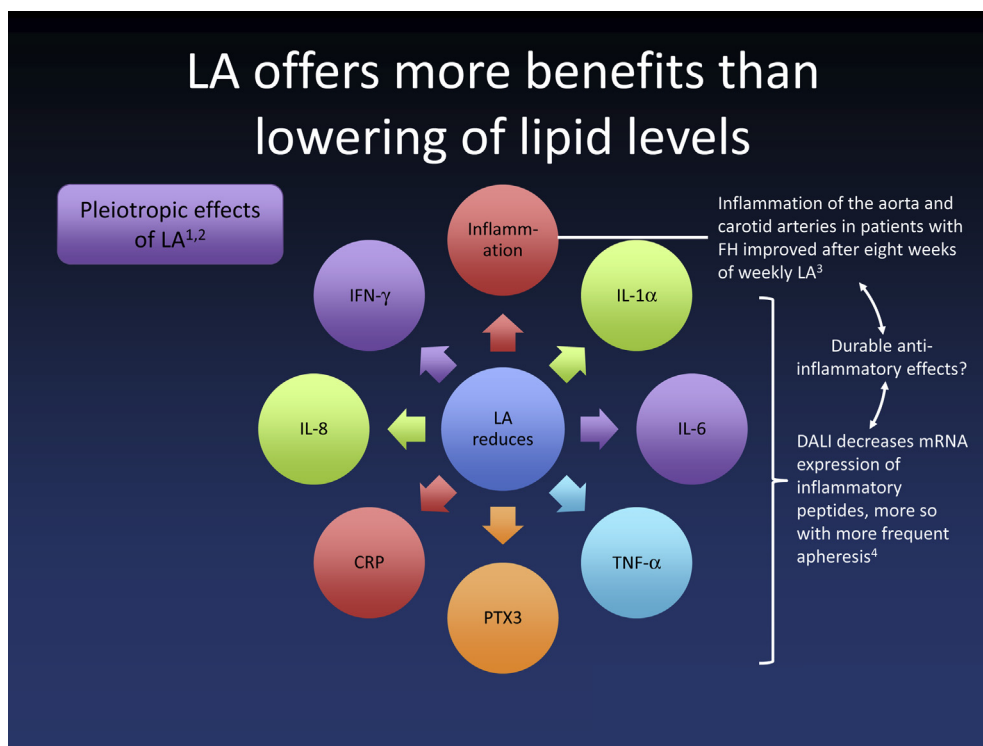 LA offers more benefits than
lowering of lipid levels
Pleiotropic effects
of LA1,2
Inflamm-
ation
IL-1α
IL-6
TNF-α
PTX3
CRP
IL-8
IFN-γ
LA
reduces
Inflammation of the aorta and
carotid arteries in patients with
FH improved after eight weeks
of weekly LA3
Durable anti-
inflammatory effects?
DALI decreases mRNA
expression of
inflammatory
peptides, more so
with more frequent
apheresis4